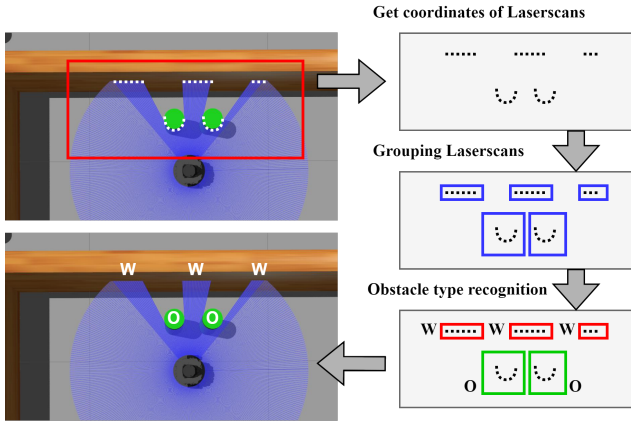 Get coordinates of Laserscans
Grouping Laserscans
W W W
O O
Obstacle type recognition
W W W
O O